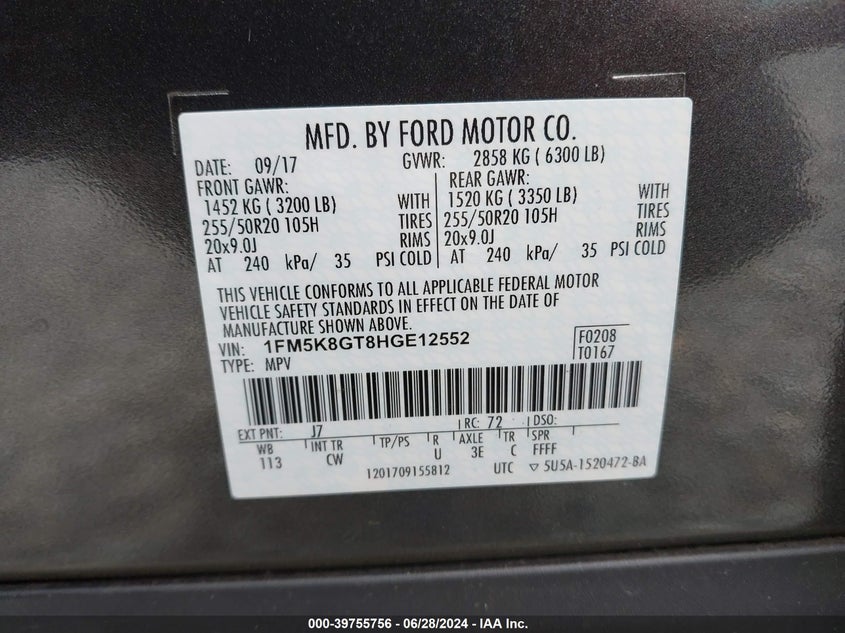 MFD. BY FORD MOTOR CO.
DATE: 09/17 GVWR: 2858 KG ( 6300 LB)
FRONT GAWR: REAR GAWR:
1452 KG ( 3200 LB) WITH 1520 KG ( 3350 LB) WITH
255/50R20 105H TIRES 255/50R20 105H TIRES
20x9.0J RIMS 20x9.0J RIMS
AT 240 kPa/ 35 PSI COLD AT 240 kPa/ 35 PSI COLD
THIS VEHICLE CONFORMS TO ALL APPLICABLE FEDERAL MOTOR
VEHICLE SAFETY STANDARDS IN EFFECT ON THE DATE OF
MANUFACTURE SHOWN ABOVE.
VIN: 1FM5K8GT8HGE12552 F0208
TYPE: MPV T0167
EXT PNT: J7 RC: 72 DSO:
WB INT TR TP/PS R AXLE TR SPR
113 CW U 3E C FFFF
1201709155812 UTC ▽ 5U5A-1520472-BA
000-39755756 - 06/28/2024 - IAA Inc.